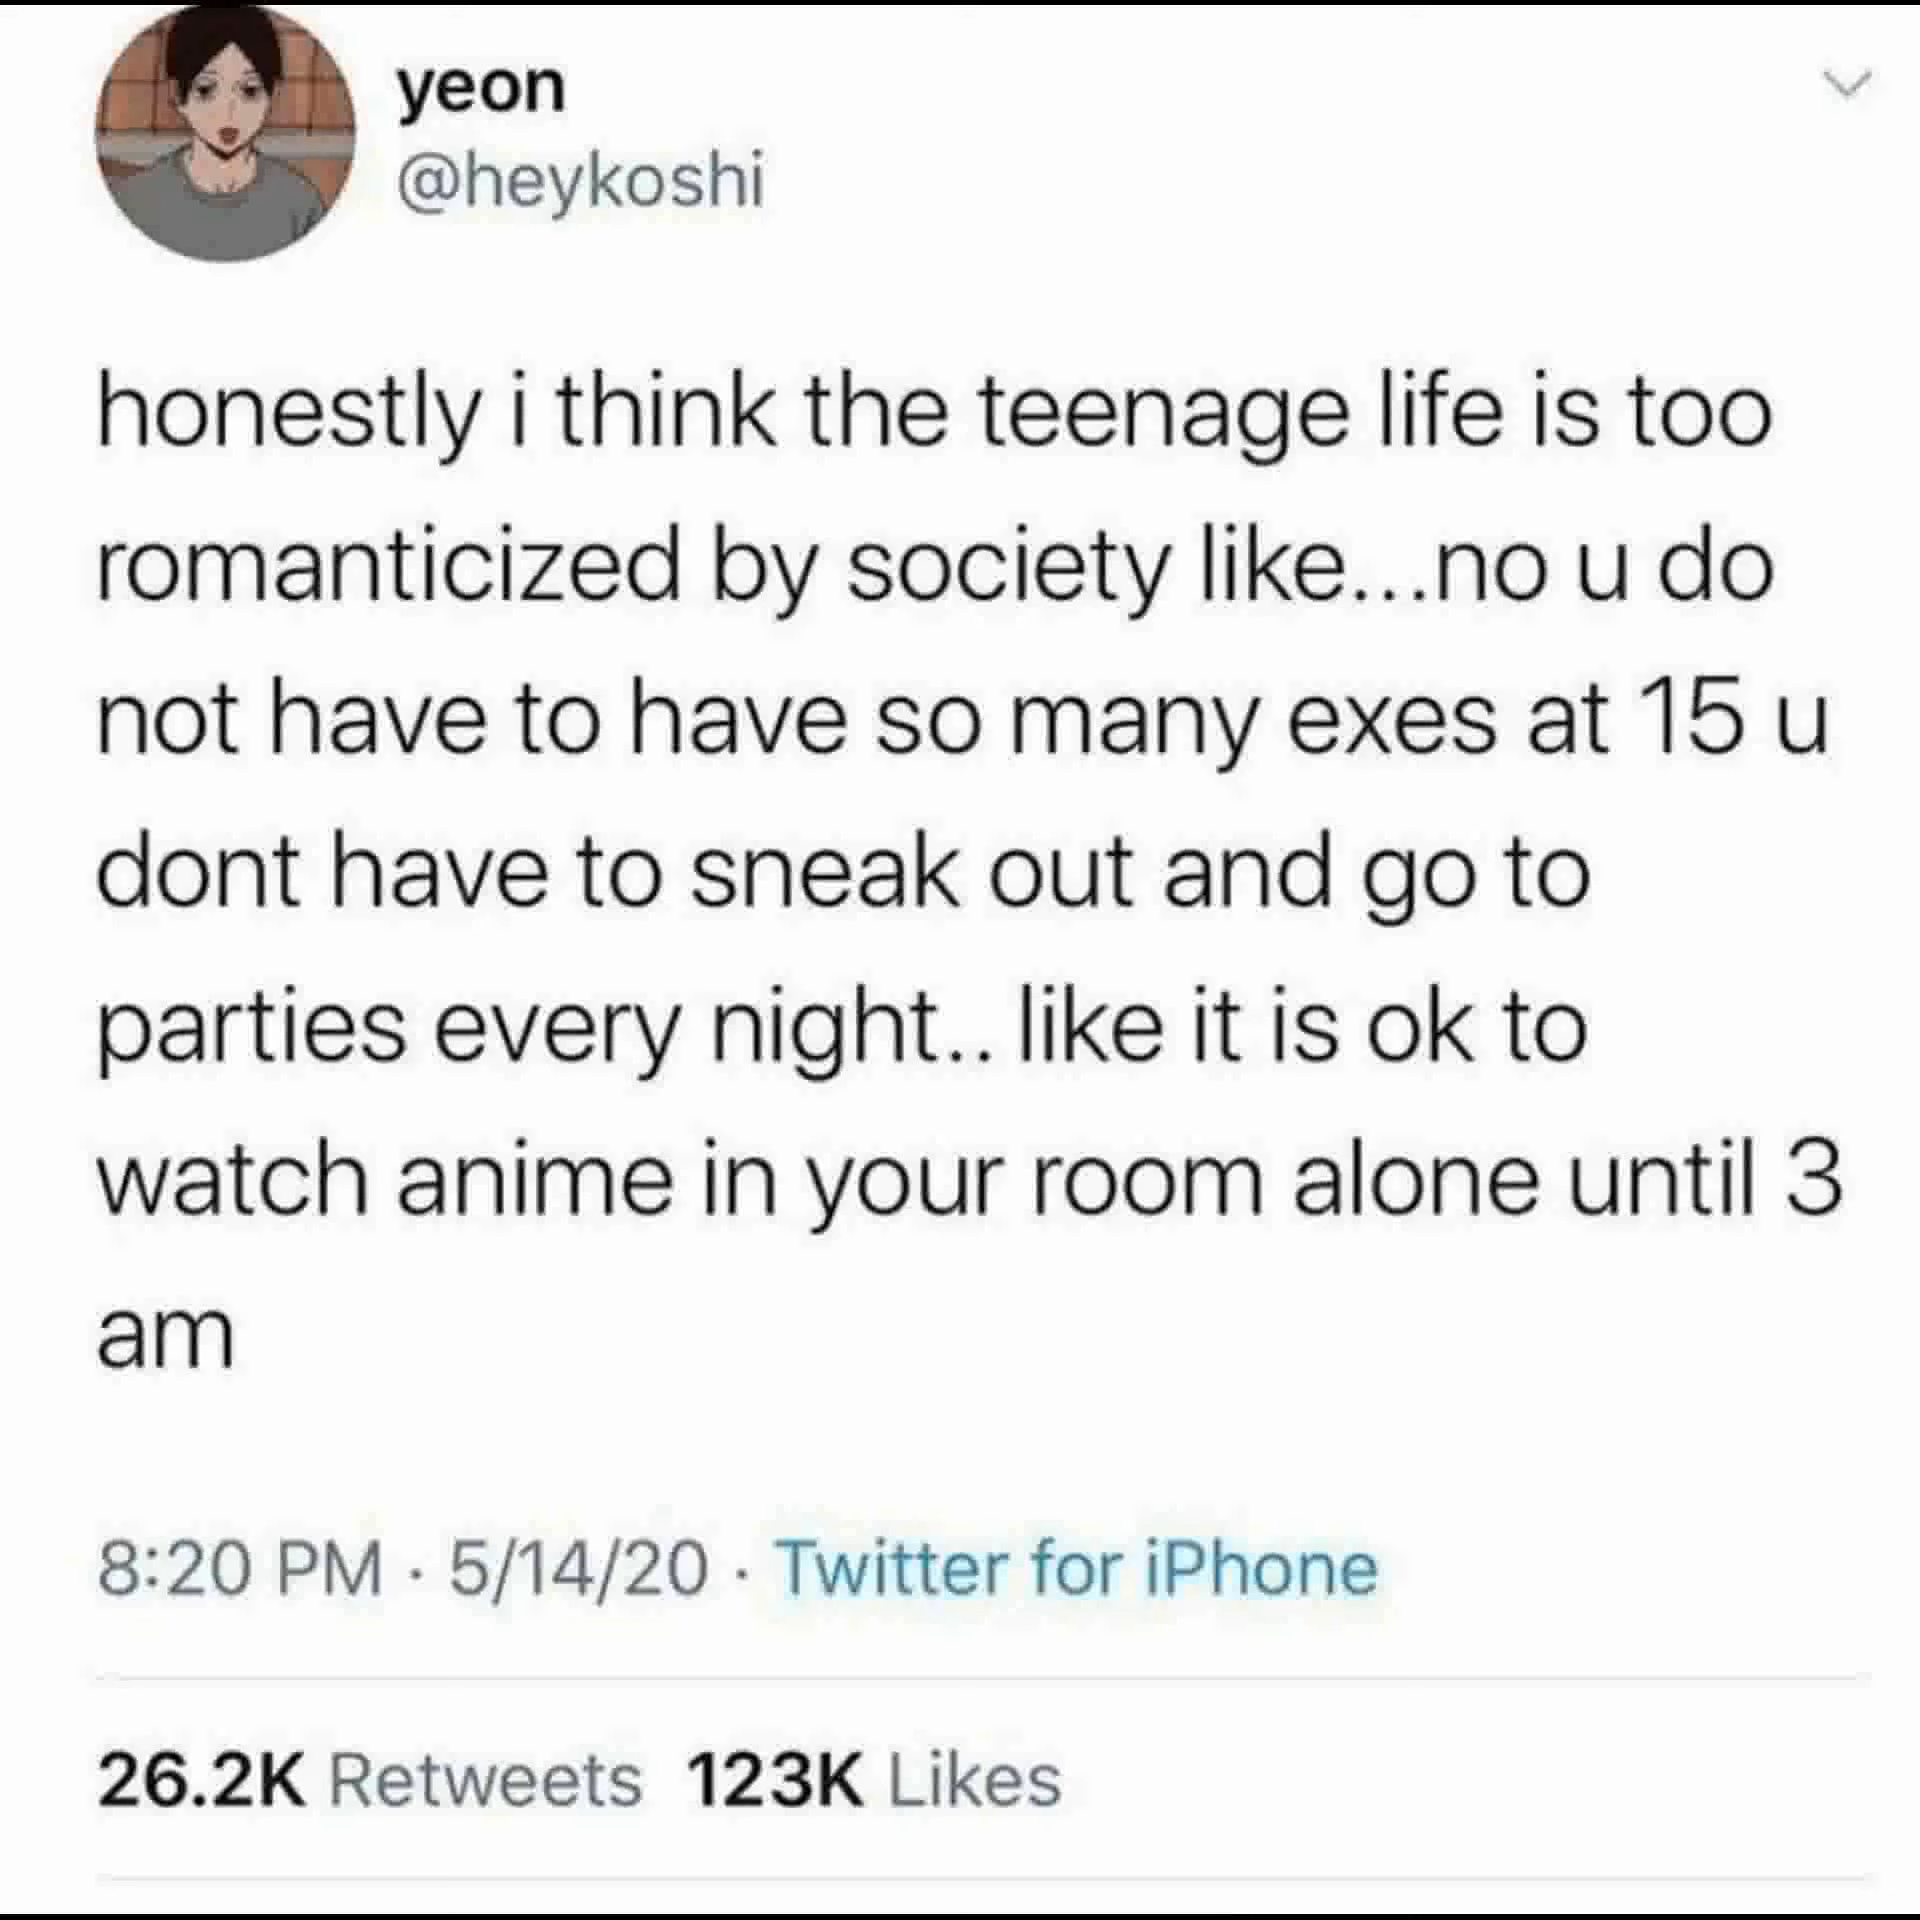 yeon
@heykoshi
honestly i think the teenage life is too
romanticized by society like...no u do
not have to have so many exes at 15 u
dont have to sneak out and go to
parties every night.. like it is ok to
watch anime in your room alone until 3
am
8:20 PM · 5/14/20 · Twitter for iPhone
26.2K Retweets 123K Likes